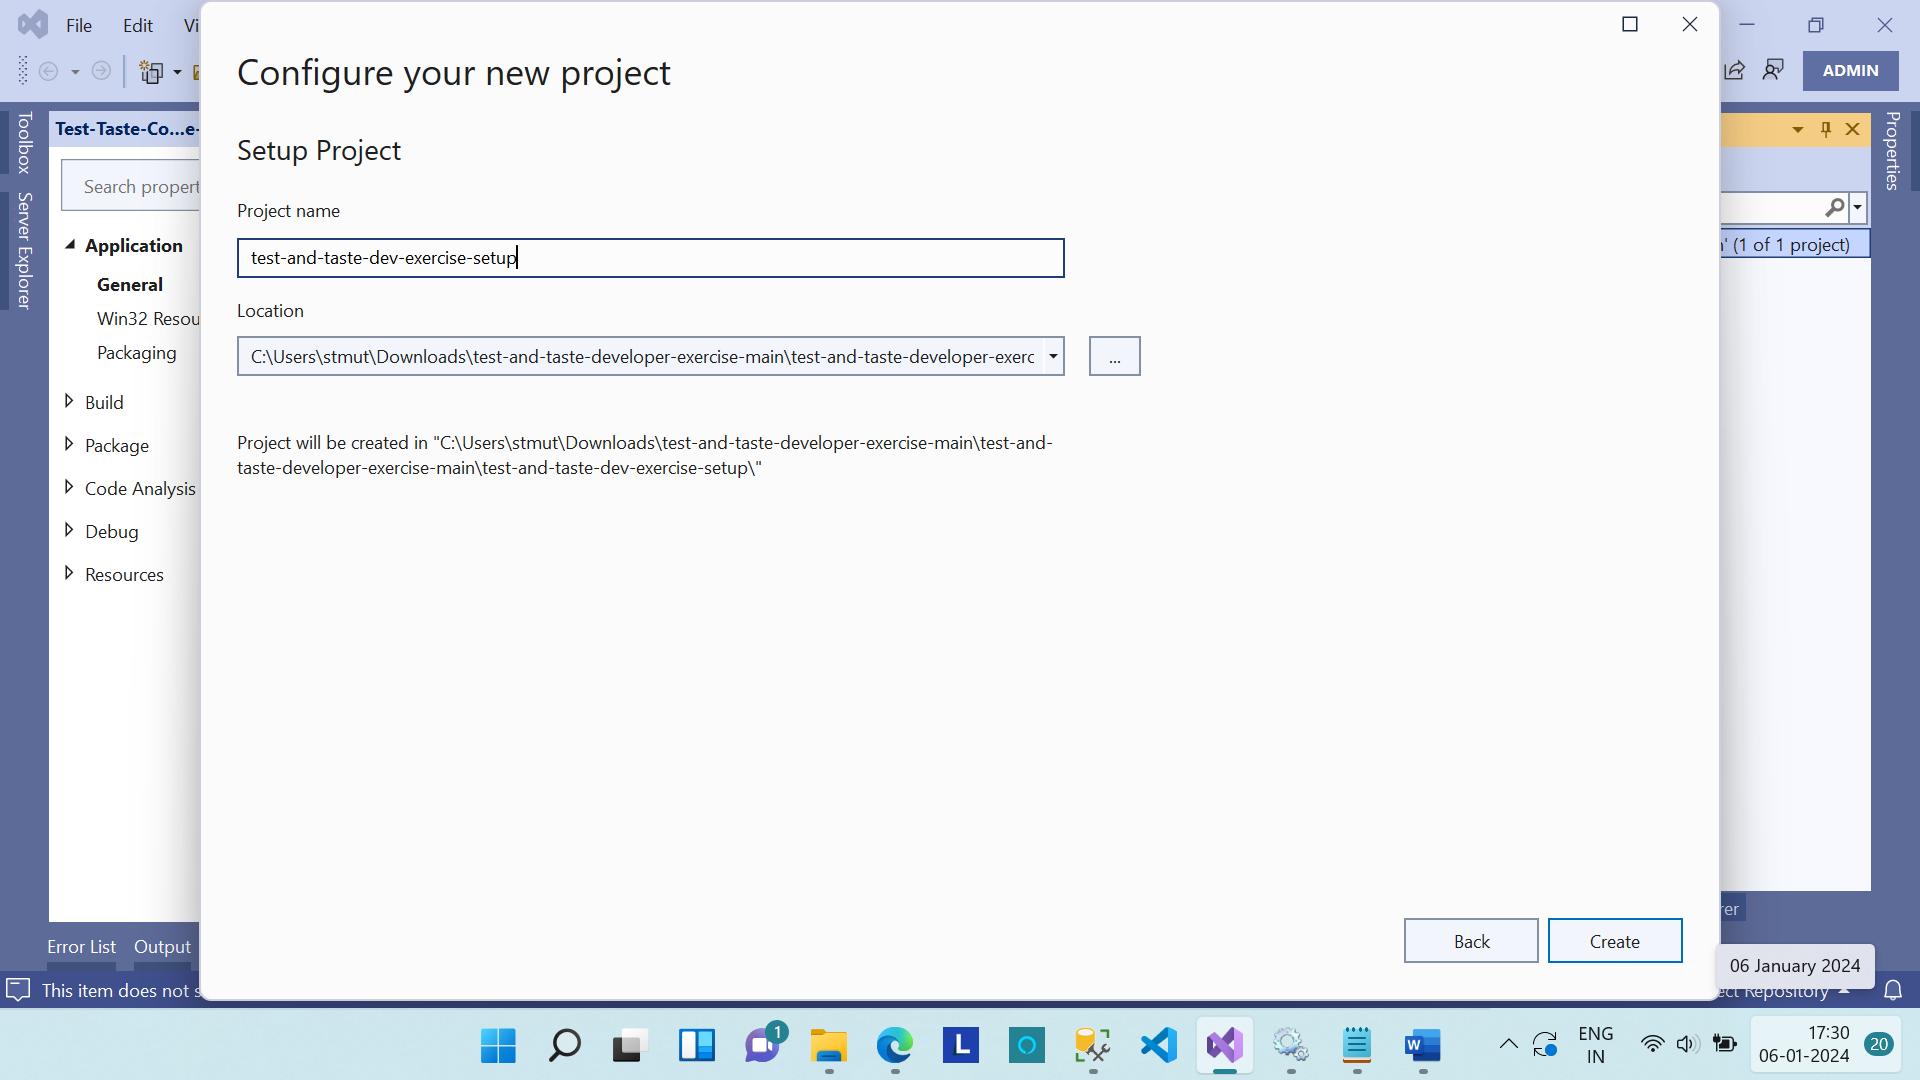 File
Edit
Configure your new project
ADMIN
Toolbox
Server Explorer
Test-Taste-Co...e-
Search propert
Application
General
Win32 Resou
Packaging
Build
Package
Code Analysis
Debug
Resources
Setup Project
Project name
test-and-taste-dev-exercise-setup
Location
C:\Users\stmut\Downloads\test-and-taste-developer-exercise-main\test-and-taste-developer-exerc
...
Project will be created in "C:\Users\stmut\Downloads\test-and-taste-developer-exercise-main\test-and-
taste-developer-exercise-main\test-and-taste-dev-exercise-setup\"
Properties
(1 of 1 project)
Back
Create
Error List
Output
06 January 2024
This item does not s
Repository
1
L
W
ENG
IN
17:30
06-01-2024
20